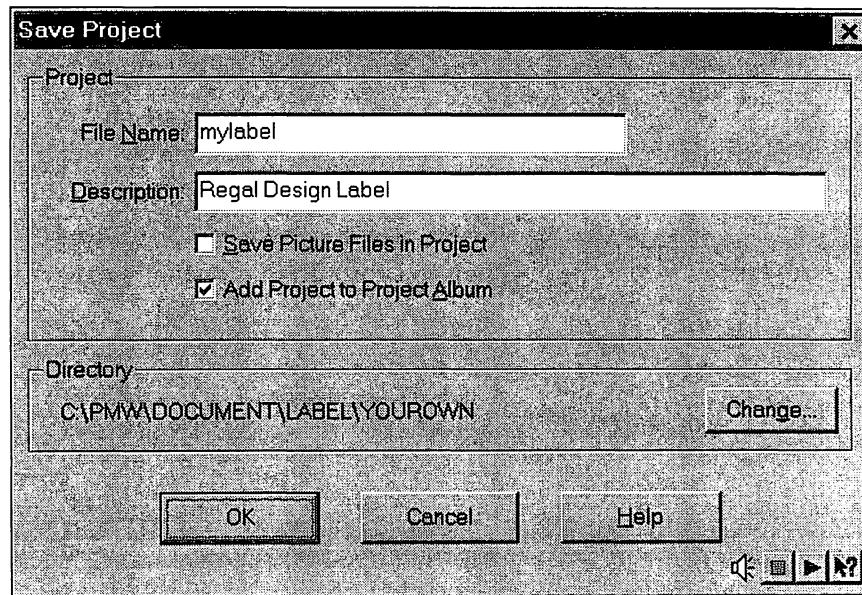 Save Project
Project
File Name: mylabel
Description: Regal Design Label
Save Picture Files in Project
Add Project to Project Album
Directory
C:\PMW\DOCUMENT\LABEL\YOUROWN
Change...
OK Cancel Help
?